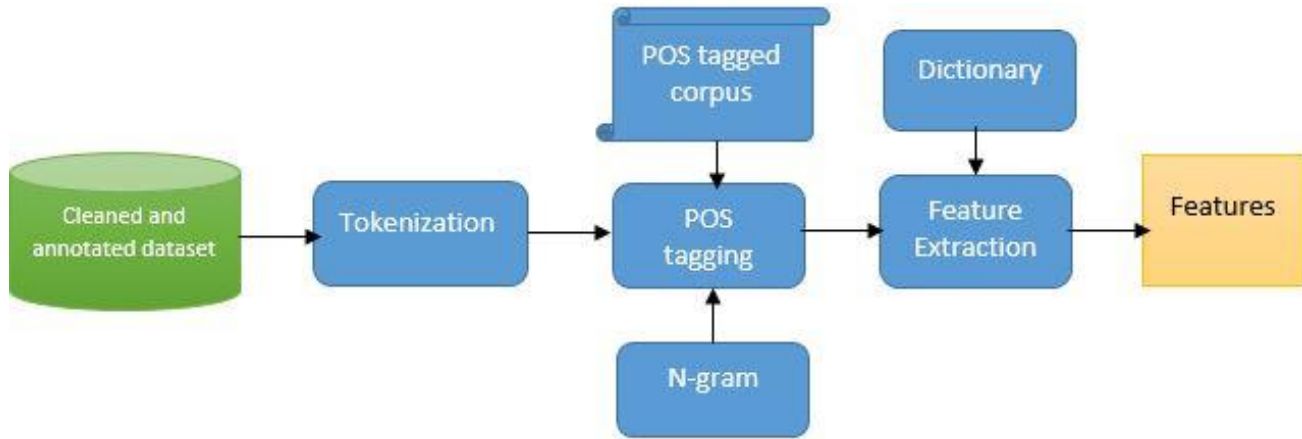 POS tagged
corpus
Dictionary
Cleaned and
annotated dataset
Tokenization
POS
tagging
Feature
Extraction
Features
N-gram